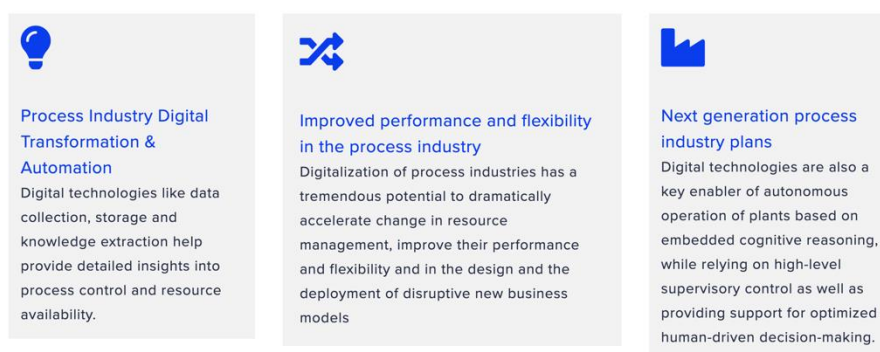 Process Industry Digital
Transformation &
Automation
Digital technologies like data
collection, storage and
knowledge extraction help
provide detailed insights into
process control and resource
availability.
Improved performance and flexibility
in the process industry
Digitalization of process industries has a
tremendous potential to dramatically
accelerate change in resource
management, improve their performance
and flexibility and in the design and the
deployment of disruptive new business
models
Next generation process
industry plans
Digital technologies are also a
key enabler of autonomous
operation of plants based on
embedded cognitive reasoning,
while relying on high-level
supervisory control as well as
providing support for optimized
human-driven decision-making.